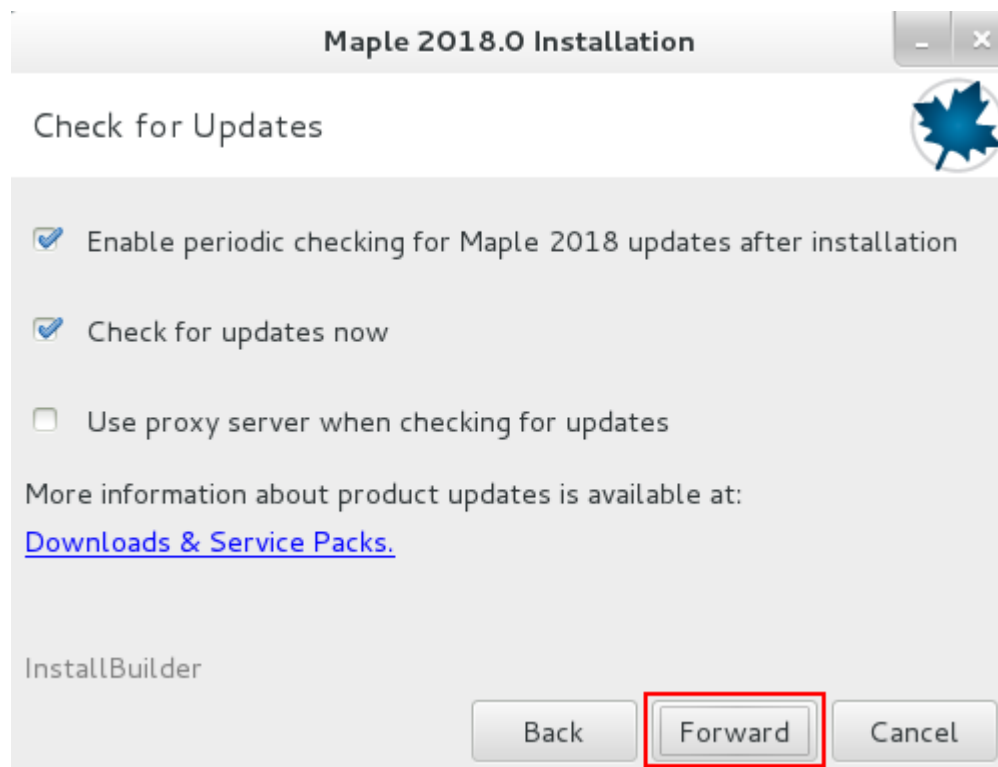 Maple 2018.0 Installation
Check for Updates
Enable periodic checking for Maple 2018 updates after installation
Check for updates now
Use proxy server when checking for updates
More information about product updates is available at:
Downloads & Service Packs.
InstallBuilder
Back Forward Cancel